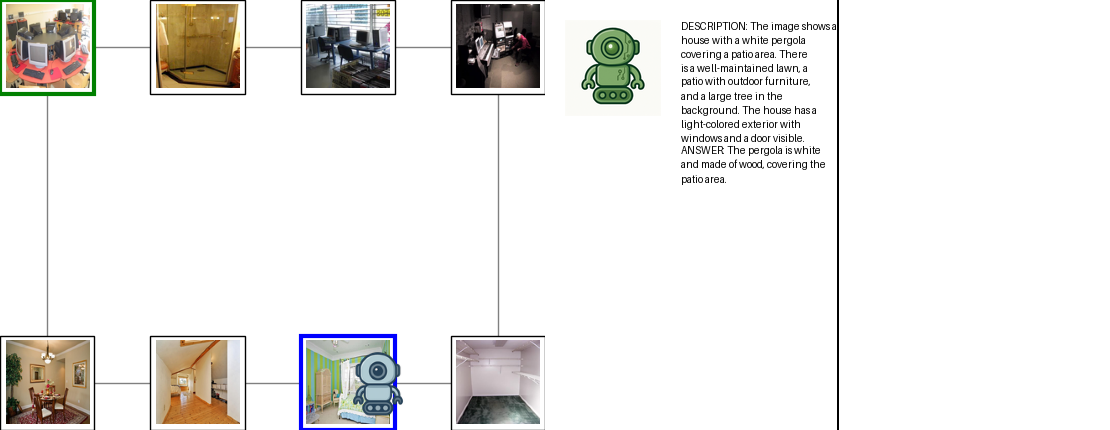 DESCRIPTION: The image shows a
house with a white pergola
covering a patio area. There
is a well-maintained lawn, a
patio with outdoor furniture,
and a large tree in the
background. The house has a
light-colored exterior with
windows and a door visible.
ANSWER: The pergola is white
and made of wood, covering the
patio area.